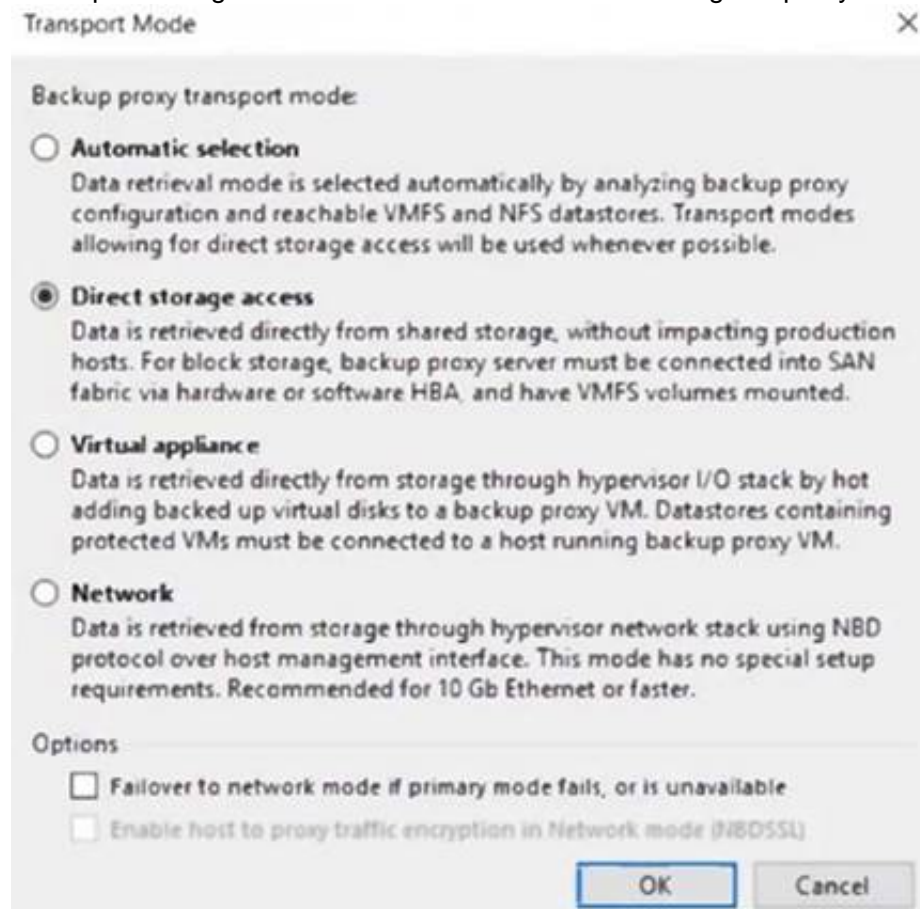 Transport Mode
Backup proxy transport mode:
Automatic selection
Data retrieval mode is selected automatically by analyzing backup proxy
configuration and reachable VMFS and NFS datastores. Transport modes
allowing for direct storage access will be used whenever possible.
Direct storage access
Data is retrieved directly from shared storage, without impacting production
hosts. For block storage, backup proxy server must be connected into SAN
fabric via hardware or software HBA, and have VMFS volumes mounted.
Virtual appliance
Data is retrieved directly from storage through hypervisor I/O stack by hot
adding backed up virtual disks to a backup proxy VM. Datastores containing
protected VMs must be connected to a host running backup proxy VM.
Network
Data is retrieved from storage through hypervisor network stack using NBD
protocol over host management interface. This mode has no special setup
requirements. Recommended for 10 Gb Ethernet or faster.
Options
Failover to network mode if primary mode fails, or is unavailable
Enable host to proxy traffic encryption in Network mode (NBDSSL)
OK Cancel